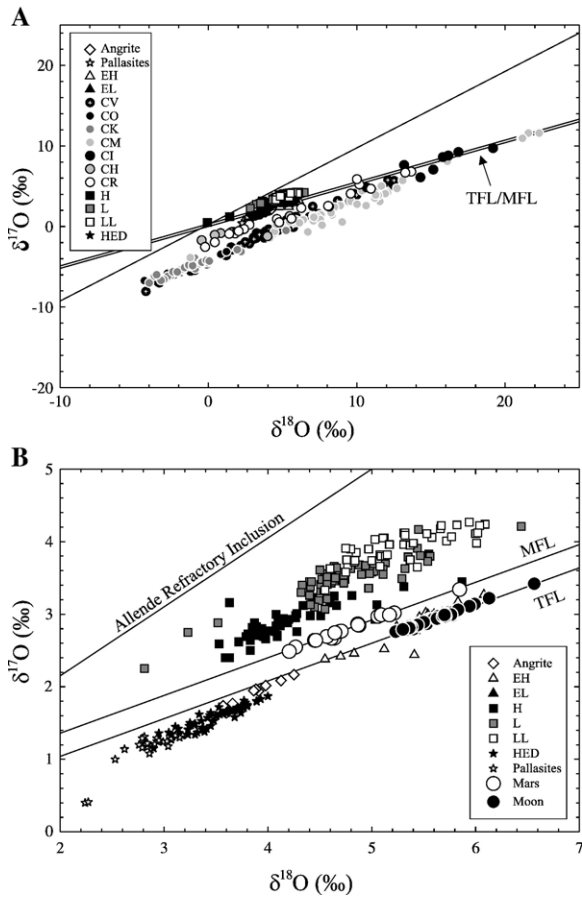 A
20
10
0
-10
-20
δ17O (‰)
Angrite
Pallasites
EH
EL
CV
CO
CK
CM
CI
CH
CR
H
L
LL
HED
TFL/MFL
-10
0
10
20
δ18O (‰)
B
5
4
3
2
1
0
δ17O (‰)
Allende Refractory Inclusion
MFL
TFL
Angrite
EH
EL
H
L
LL
HED
Pallasites
Mars
Moon
2
3
4
5
6
7
δ18O (‰)